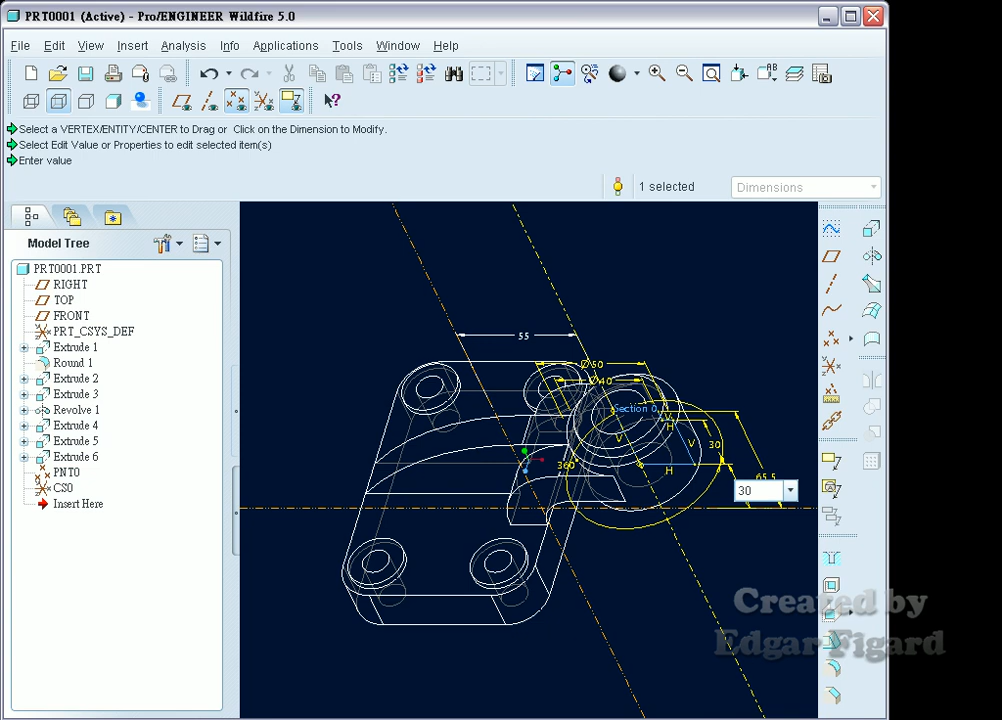 PRT0001 (Active) - Pro/ENGINEER Wildfire 5.0
File Edit View Insert Analysis Info Applications Tools Window Help
Select a VERTEX/ENTITY/CENTER to Drag or Click on the Dimension to Modify.
Select Edit Value or Properties to edit selected item(s)
Enter value
1 selected
Dimensions
Model Tree
PRT0001.PRT
RIGHT
TOP
FRONT
PRT_CSYS_DEF
Extrude 1
Round 1
Extrude 2
Extrude 3
Revolve 1
Extrude 4
Extrude 5
Extrude 6
PNT0
CS0
Insert Here
55
Ø50
Ø40
Section 0
V
H
V
V
30
360
H
65.5
30
Created by
Edgar Figard